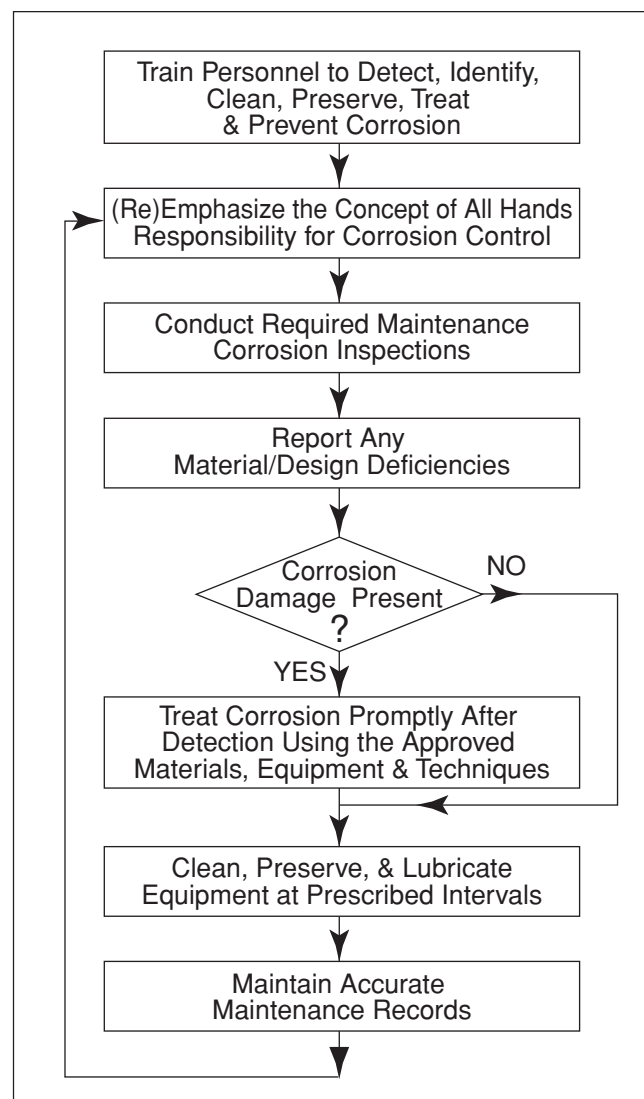 Train Personnel to Detect, Identify,
Clean, Preserve, Treat
& Prevent Corrosion
(Re)Emphasize the Concept of All Hands
Responsibility for Corrosion Control
Conduct Required Maintenance
Corrosion Inspections
Report Any
Material/Design Deficiencies
Corrosion
Damage Present
?
NO
YES
Treat Corrosion Promptly After
Detection Using the Approved
Materials, Equipment & Techniques
Clean, Preserve, & Lubricate
Equipment at Prescribed Intervals
Maintain Accurate
Maintenance Records